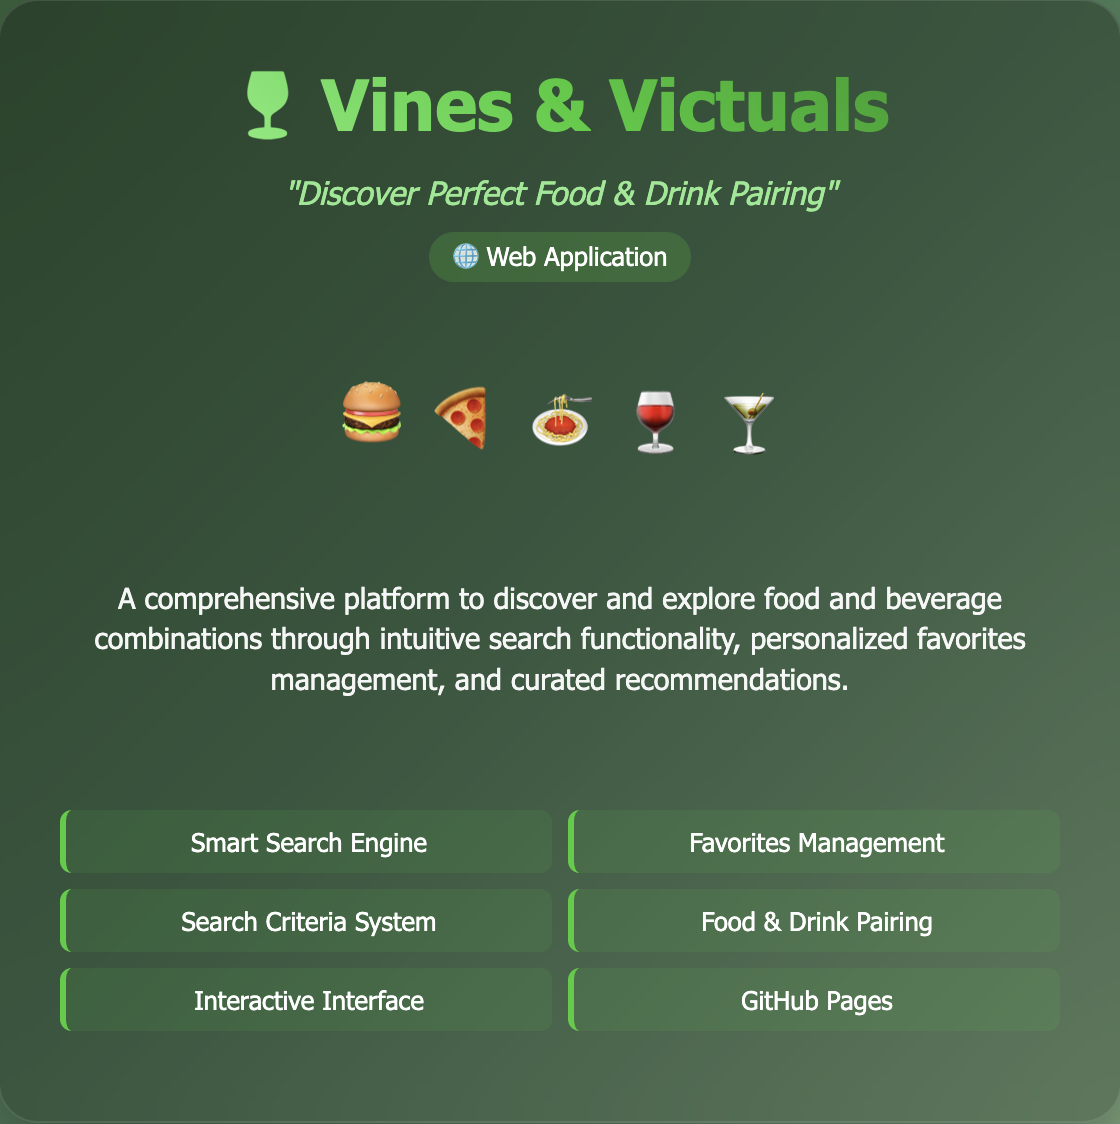 Vines & Victuals
"Discover Perfect Food & Drink Pairing"
Web Application
A comprehensive platform to discover and explore food and beverage
combinations through intuitive search functionality, personalized favorites
management, and curated recommendations.
Smart Search Engine
Favorites Management
Search Criteria System
Food & Drink Pairing
Interactive Interface
GitHub Pages